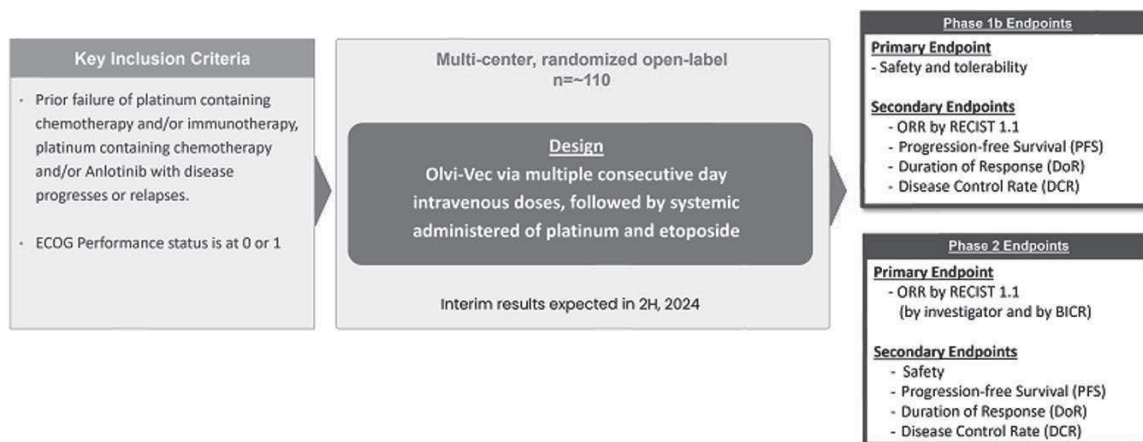 Key Inclusion Criteria
· Prior failure of platinum containing
chemotherapy and/or immunotherapy,
platinum containing chemotherapy
and/or Anlotinib with disease
progresses or relapses.
· ECOG Performance status is at 0 or 1
Multi-center, randomized open-label
n=~110
Design
Olvi-Vec via multiple consecutive day
intravenous doses, followed by systemic
administered of platinum and etoposide
Interim results expected in 2H, 2024
Phase 1b Endpoints
Primary Endpoint
- Safety and tolerability
Secondary Endpoints
- ORR by RECIST 1.1
- Progression-free Survival (PFS)
- Duration of Response (DoR)
- Disease Control Rate (DCR)
Phase 2 Endpoints
Primary Endpoint
- ORR by RECIST 1.1
(by investigator and by BICR)
Secondary Endpoints
- Safety
- Progression-free Survival (PFS)
- Duration of Response (DoR)
- Disease Control Rate (DCR)